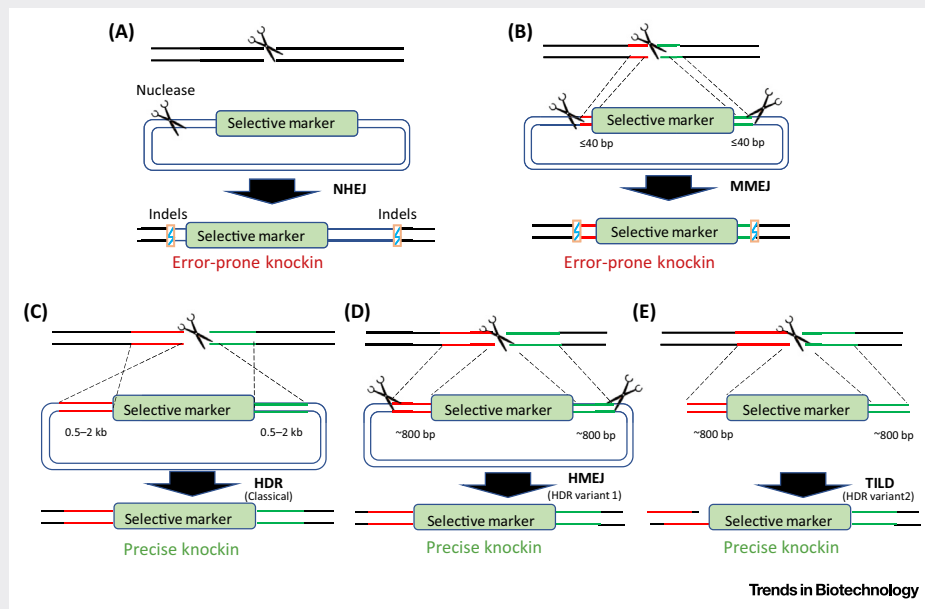 (A)
Nuclease
Selective marker
NHEJ
Indels
Indels
Selective marker
Error-prone knockin
(B)
Selective marker
≤40 bp
≤40 bp
MMEJ
Selective marker
Error-prone knockin
(C)
Selective marker
0.5–2 kb
0.5–2 kb
HDR
(Classical)
Selective marker
Precise knockin
(D)
Selective marker
~800 bp
~800 bp
HMEJ
(HDR variant 1)
Selective marker
Precise knockin
(E)
Selective marker
~800 bp
~800 bp
TILD
(HDR variant2)
Selective marker
Precise knockin
Trends in Biotechnology